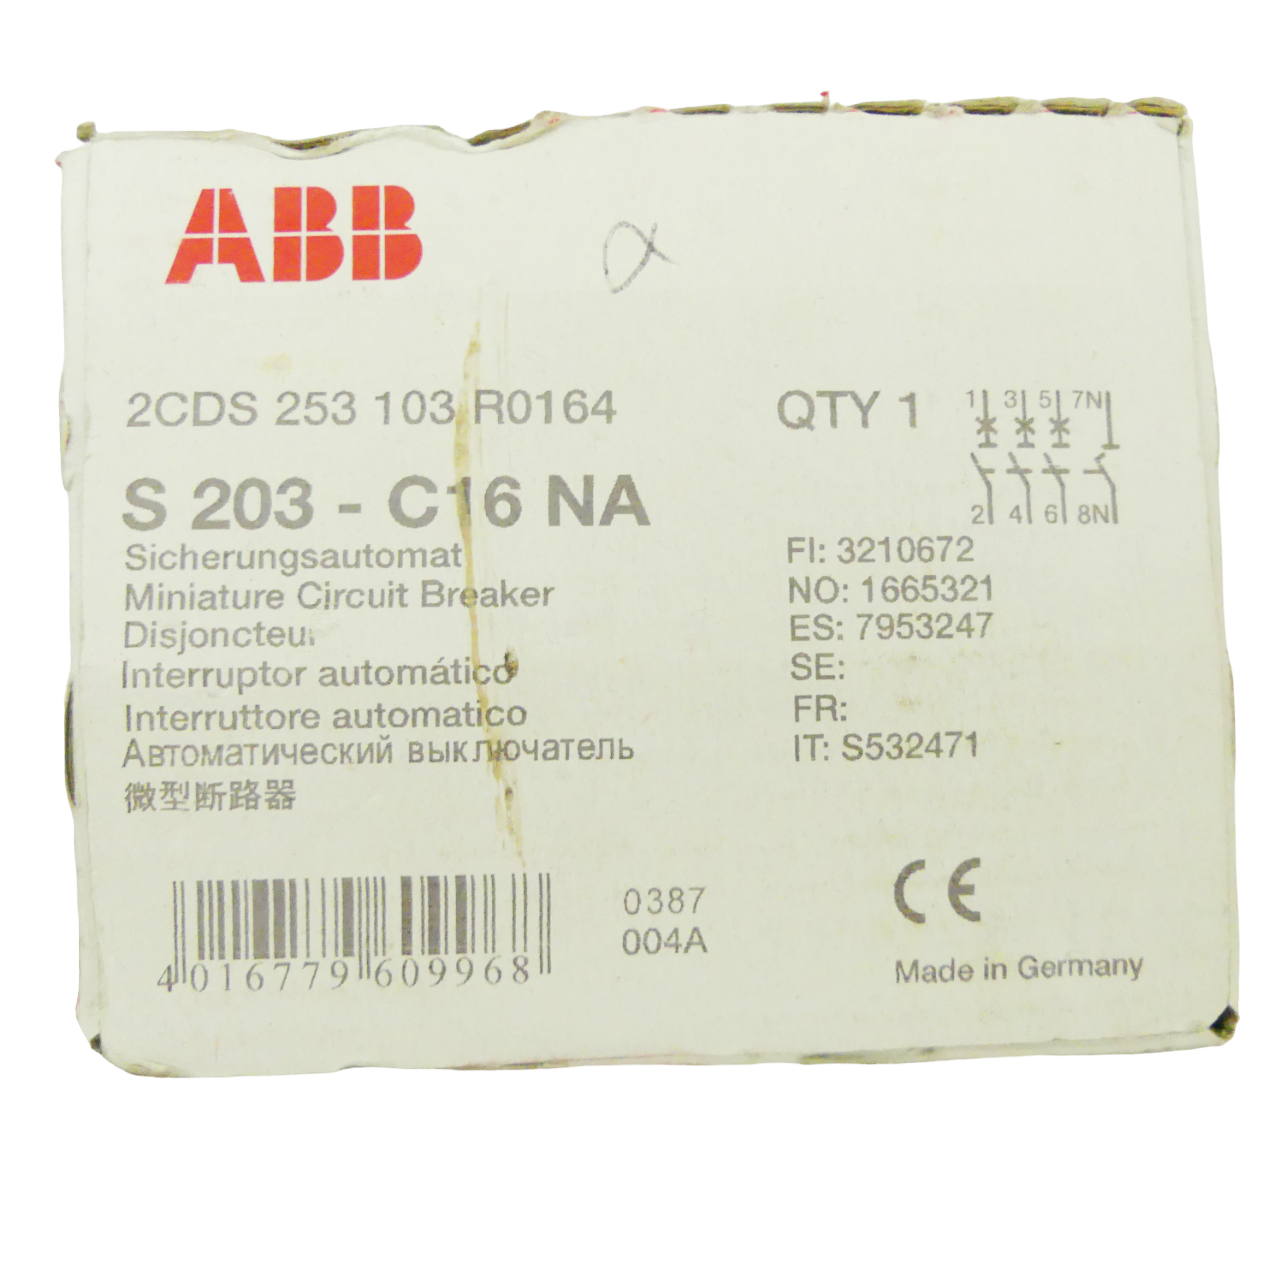 ABB
2CDS 253 103 R0164
QTY 1
1 3 5 7N
2 4 6 8N
S 203 - C16 NA
Sicherungsautomat
Miniature Circuit Breaker
Disjoncteur
Interruptor automático
Interruttore automatico
Автоматический выключатель
微型断路器
FI: 3210672
NO: 1665321
ES: 7953247
SE:
FR:
IT: S532471
4 016779 609968
0387
004A
CE
Made in Germany